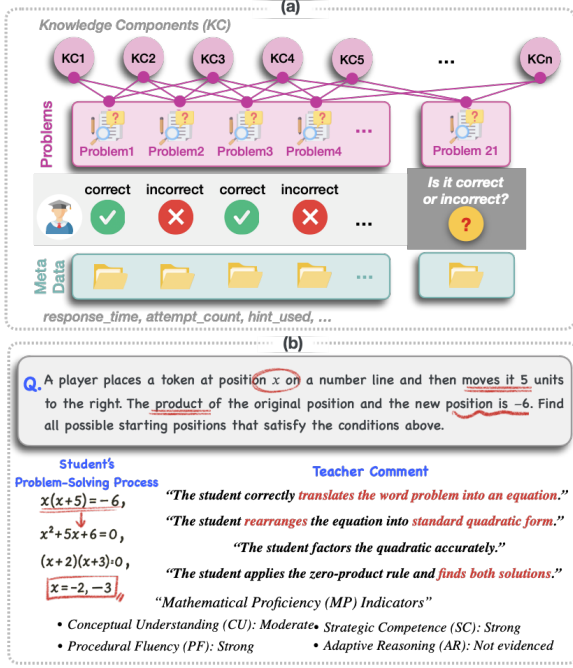 (a)
Knowledge Components (KC)
KC1 KC2 KC3 KC4 KC5 ... KCn
Problems
? ? ? ? ?
Problem1 Problem2 Problem3 Problem4 ... Problem 21
correct incorrect correct incorrect ...
Is it correct
or incorrect?
?
Meta
Data
...
response_time, attempt_count, hint_used, ...
(b)
Q. A player places a token at position x on a number line and then moves it 5 units
to the right. The product of the original position and the new position is −6. Find
all possible starting positions that satisfy the conditions above.
Student's
Problem-Solving Process
x(x+5)=−6,
x²+5x+6=0,
(x+2)(x+3)=0,
x=−2, −3
Teacher Comment
“The student correctly translates the word problem into an equation.”
“The student rearranges the equation into standard quadratic form.”
“The student factors the quadratic accurately.”
“The student applies the zero-product rule and finds both solutions.”
“Mathematical Proficiency (MP) Indicators”
• Conceptual Understanding (CU): Moderate • Strategic Competence (SC): Strong
• Procedural Fluency (PF): Strong • Adaptive Reasoning (AR): Not evidenced